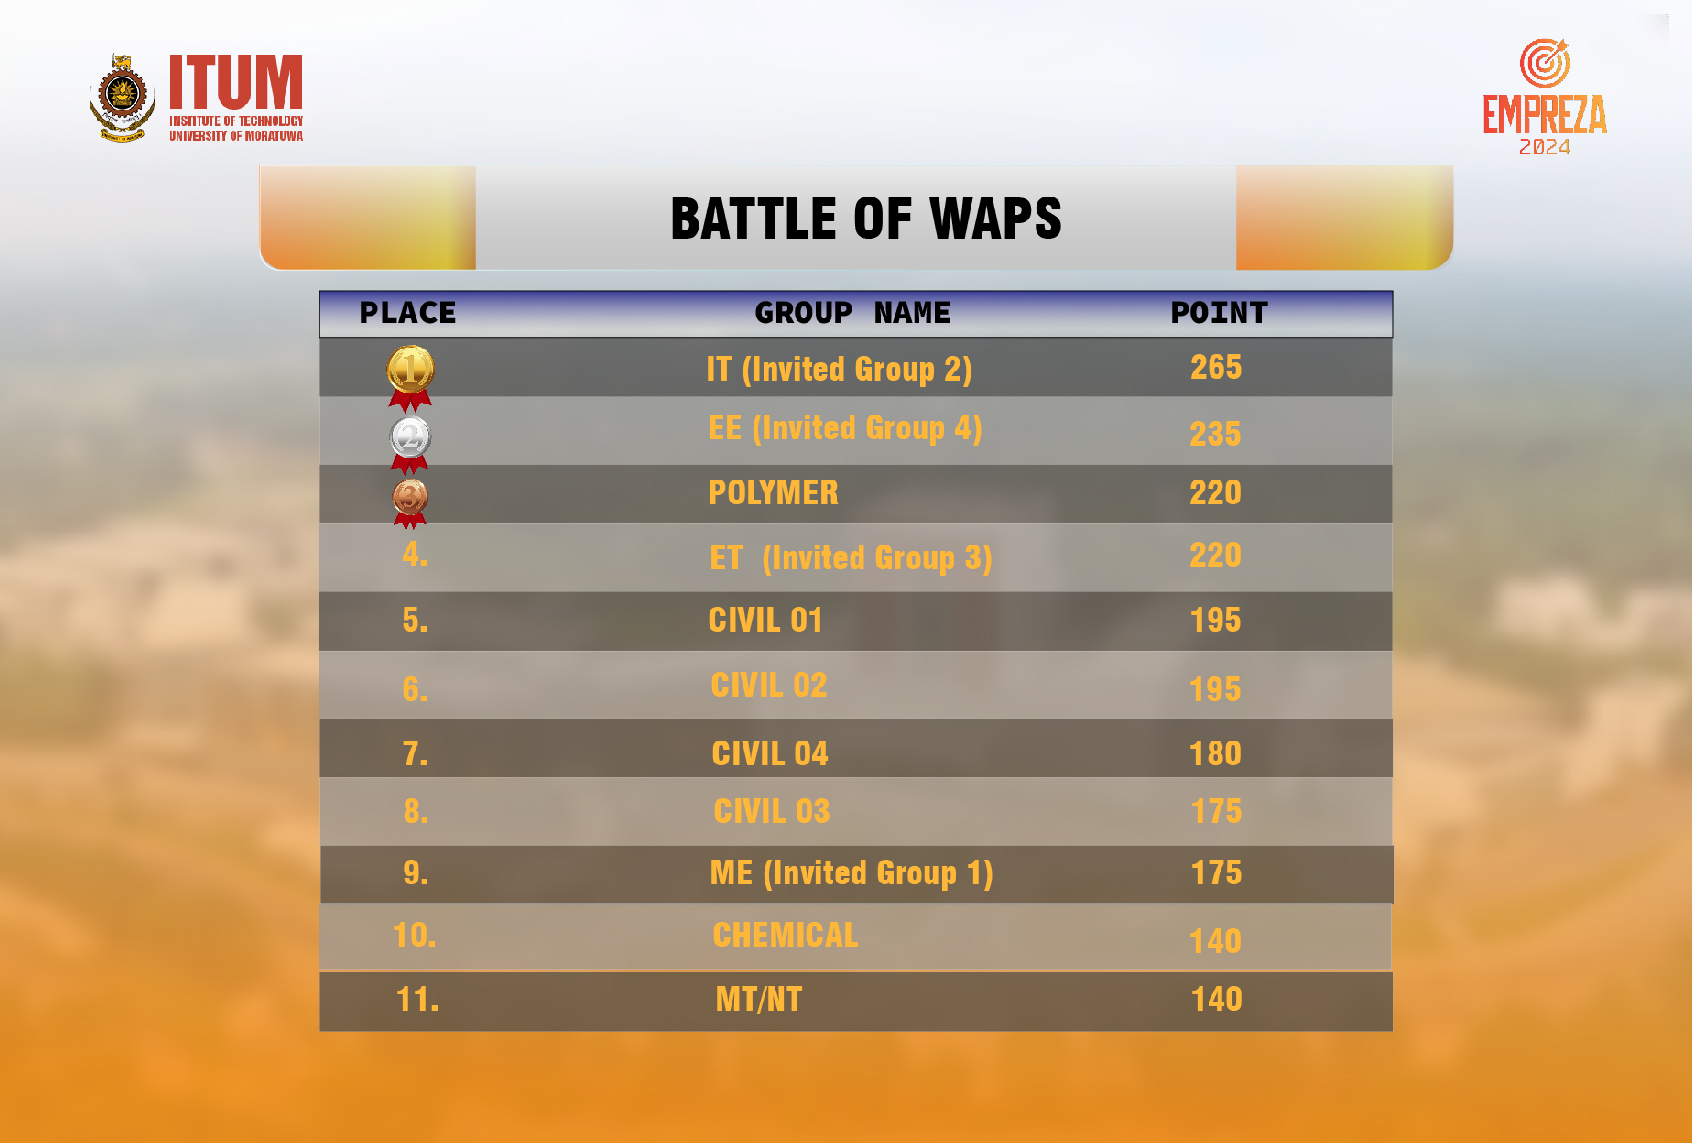 ITUM
INSTITUTE OF TECHNOLOGY
UNIVERSITY OF MORATUWA
EMPREZA
2024
BATTLE OF WAPS
PLACE GROUP NAME POINT
1 IT (Invited Group 2) 265
2 EE (Invited Group 4) 235
3 POLYMER 220
4. ET (Invited Group 3) 220
5. CIVIL 01 195
6. CIVIL 02 195
7. CIVIL 04 180
8. CIVIL 03 175
9. ME (Invited Group 1) 175
10. CHEMICAL 140
11. MT/NT 140